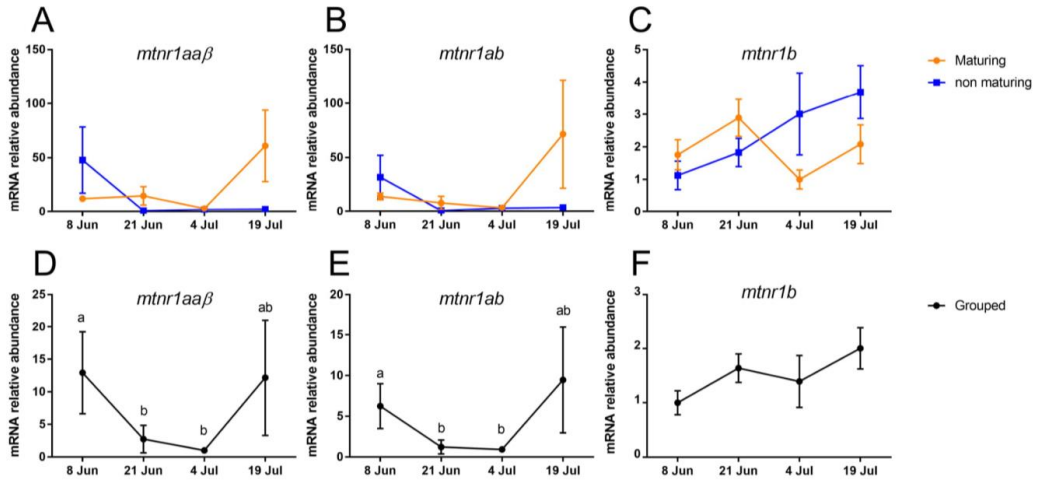 A
mtnr1aaβ
mRNA relative abundance
150
100
50
0
8 Jun 21 Jun 4 Jul 19 Jul
B
mtnr1ab
mRNA relative abundance
150
100
50
0
8 Jun 21 Jun 4 Jul 19 Jul
C
mtnr1b
mRNA relative abundance
5
4
3
2
1
0
8 Jun 21 Jun 4 Jul 19 Jul
Maturing
non maturing
D
mtnr1aaβ
mRNA relative abundance
25
20
15
10
5
0
a
b
b
ab
8 Jun 21 Jun 4 Jul 19 Jul
E
mtnr1ab
mRNA relative abundance
20
15
10
5
0
a
b
b
ab
8 Jun 21 Jun 4 Jul 19 Jul
F
mtnr1b
mRNA relative abundance
3
2
1
0
8 Jun 21 Jun 4 Jul 19 Jul
Grouped